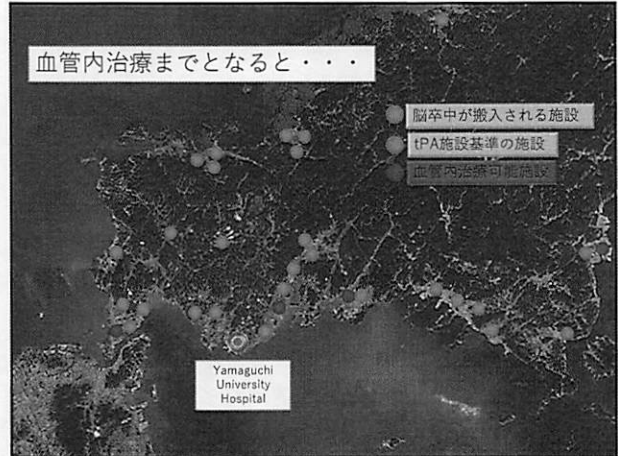 血管内治療までとなると・・・
脳卒中が搬入される施設
tPA施設基準の施設
血管内治療可能施設
Yamaguchi
University
Hospital